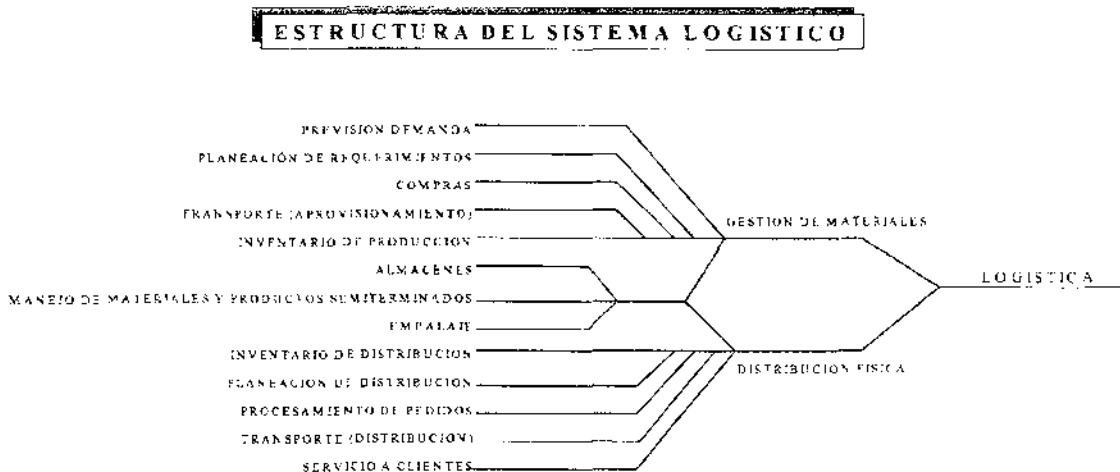 ESTRUCTURA DEL SISTEMA LOGISTICO
PREVISION DEMANDA
PLANEACIÓN DE REQUERIMIENTOS
COMPRAS
TRANSPORTE (APROVISIONAMIENTO)
GESTION DE MATERIALES
INVENTARIO DE PRODUCCION
ALMACENES
LOGISTICA
MANEJO DE MATERIALES Y PRODUCTOS SEMITERMINADOS
EMPALAJE
INVENTARIO DE DISTRIBUCION
DISTRIBUCION FISICA
PLANEACION DE DISTRIBUCION
PROCESAMIENTO DE PEDIDOS
TRANSPORTE (DISTRIBUCION)
SERVICIO A CLIENTES